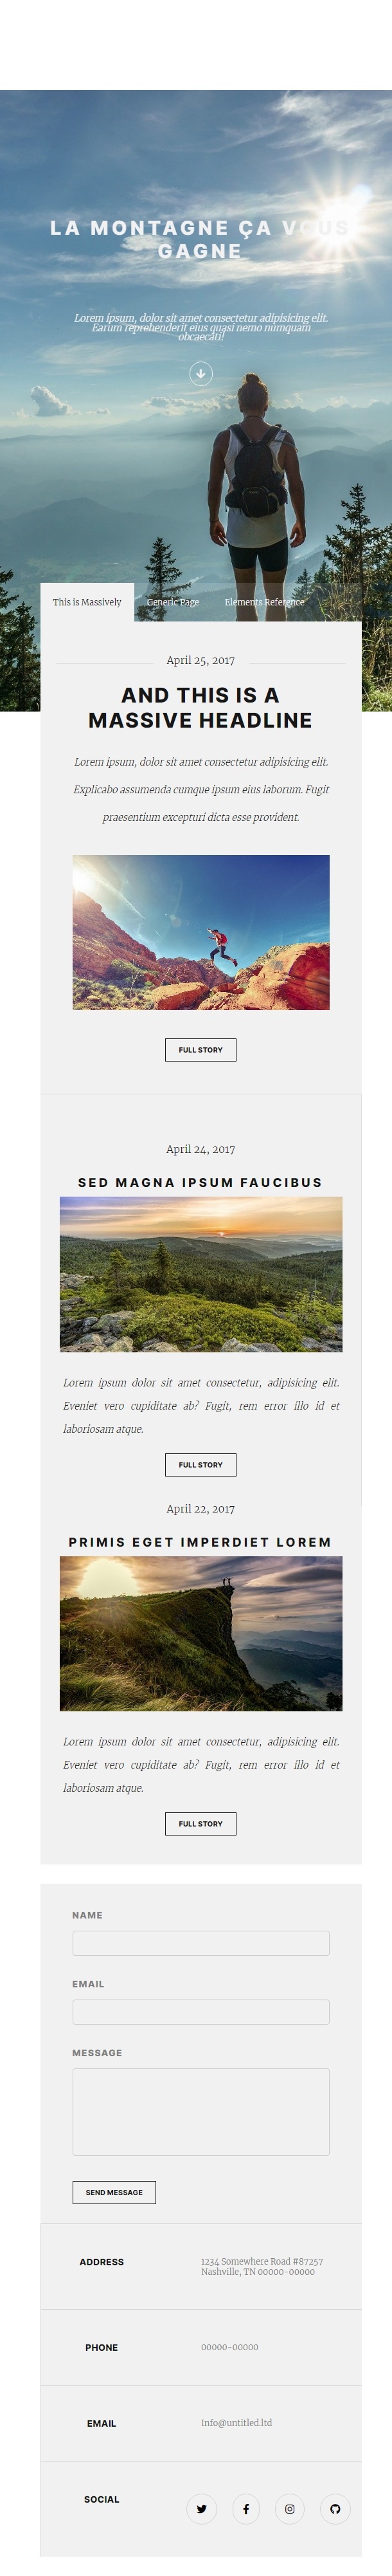 LA MONTAGNE ÇA VOUS
GAGNE
Lorem ipsum, dolor sit amet consectetur adipisicing elit.
Earum reprehenderit eius quasi nemo numquam
obcaecati!
This is Massively Generic Page Elements Reference
April 25, 2017
AND THIS IS A
MASSIVE HEADLINE
Lorem ipsum, dolor sit amet consectetur adipisicing elit.
Explicabo assumenda cumque ipsum eius laborum. Fugit
praesentium excepturi dicta esse provident.
FULL STORY
April 24, 2017
SED MAGNA IPSUM FAUCIBUS
Lorem ipsum dolor sit amet consectetur, adipisicing elit.
Eveniet vero cupiditate ab? Fugit, rem error illo id et
laboriosam atque.
FULL STORY
April 22, 2017
PRIMIS EGET IMPERDIET LOREM
Lorem ipsum dolor sit amet consectetur, adipisicing elit.
Eveniet vero cupiditate ab? Fugit, rem error illo id et
laboriosam atque.
FULL STORY
NAME
EMAIL
MESSAGE
SEND MESSAGE
ADDRESS
1234 Somewhere Road #87257
Nashville, TN 00000-00000
PHONE
00000-00000
EMAIL
Info@untitled.ltd
SOCIAL